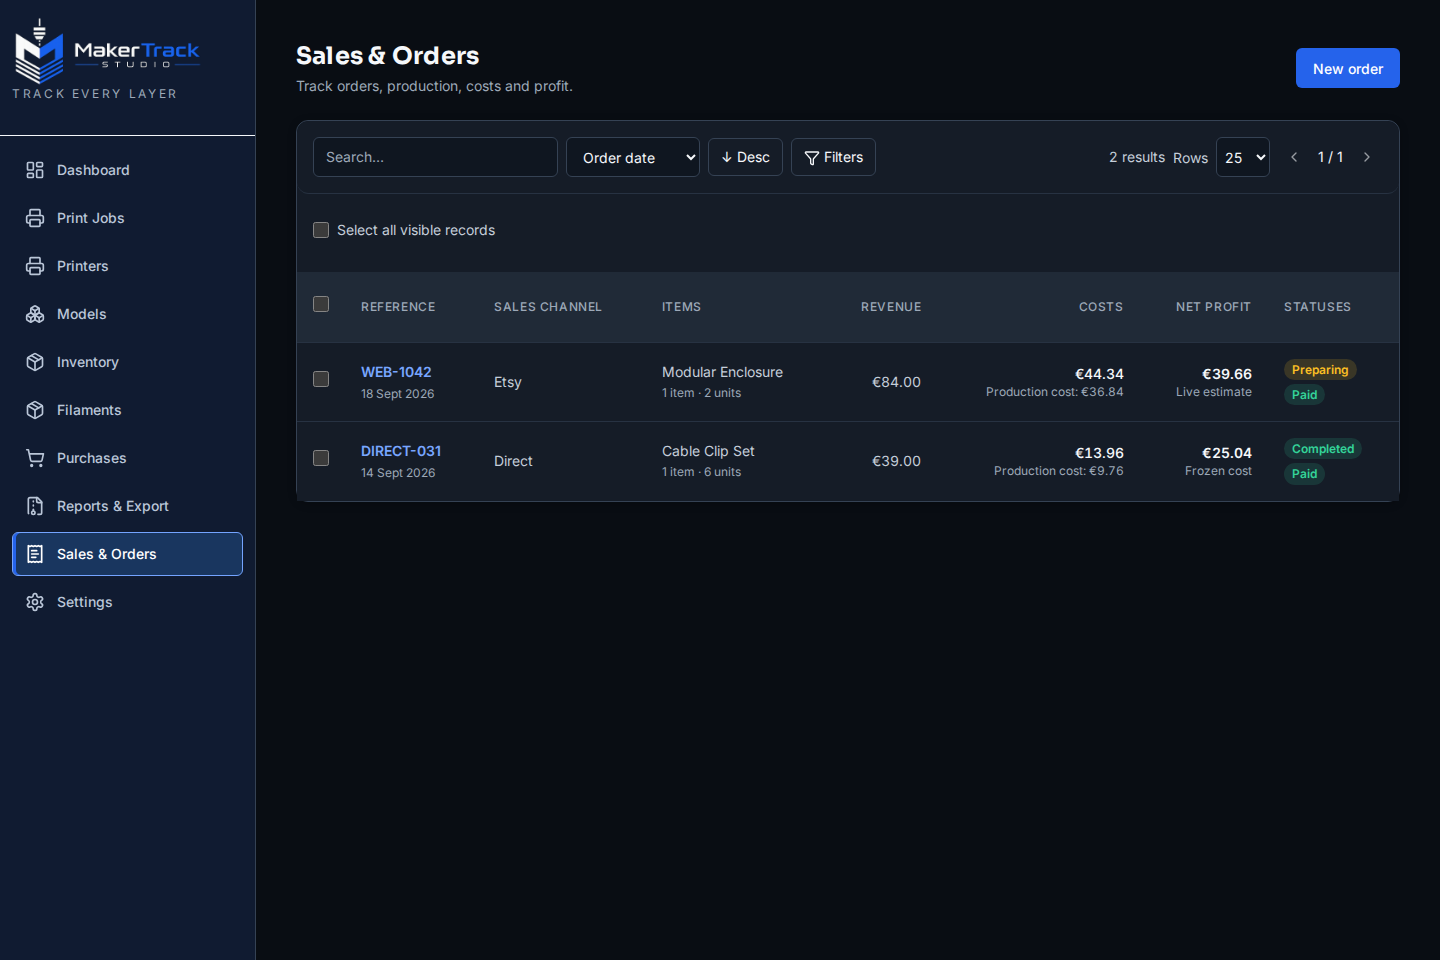 MakerTrack
STUDIO
TRACK EVERY LAYER
Dashboard
Print Jobs
Printers
Models
Inventory
Filaments
Purchases
Reports & Export
Sales & Orders
Settings
Sales & Orders
Track orders, production, costs and profit.
New order
Search...
Order date
↓ Desc
Filters
2 results Rows 25 1 / 1
Select all visible records
REFERENCE SALES CHANNEL ITEMS REVENUE COSTS NET PROFIT STATUSES
WEB-1042 Etsy Modular Enclosure €84.00 €44.34 €39.66 Preparing
18 Sept 2026 1 item · 2 units Production cost: €36.84 Live estimate Paid
DIRECT-031 Direct Cable Clip Set €39.00 €13.96 €25.04 Completed
14 Sept 2026 1 item · 6 units Production cost: €9.76 Frozen cost Paid